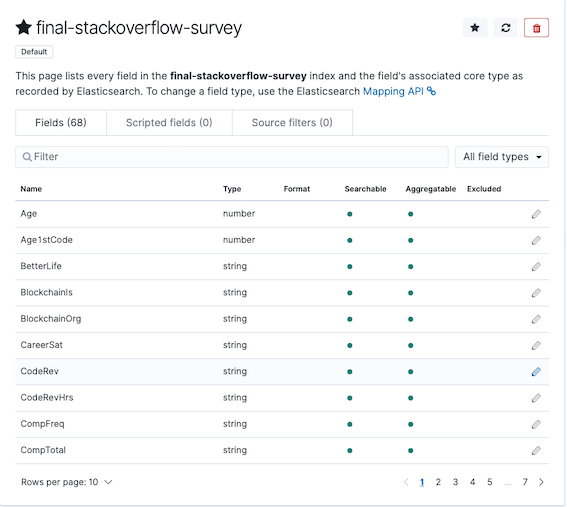 final-stackoverflow-survey
Default
This page lists every field in the final-stackoverflow-survey index and the field's associated core type as
recorded by Elasticsearch. To change a field type, use the Elasticsearch Mapping API
Fields (68) Scripted fields (0) Source filters (0)
Filter All field types
Name Type Format Searchable Aggregatable Excluded
Age number
Age1stCode number
BetterLife string
BlockchainIs string
BlockchainOrg string
CareerSat string
CodeRev string
CodeRevHrs string
CompFreq string
CompTotal string
Rows per page: 10 < 1 2 3 4 5 ... 7 >